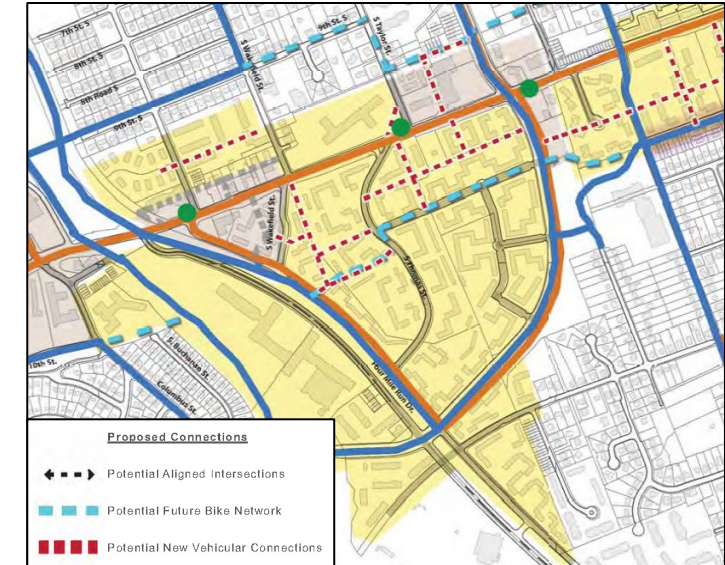 7th St. S
8th St. S
8th Road S
9th St. S
9th St. S
S Wakefield St.
S Taylor St.
S Wakefield St.
S Thomas St.
Four Mile Run Dr.
10th St.
S. Buchanan St.
Columbus St.
Proposed Connections
Potential Aligned Intersections
Potential Future Bike Network
Potential New Vehicular Connections